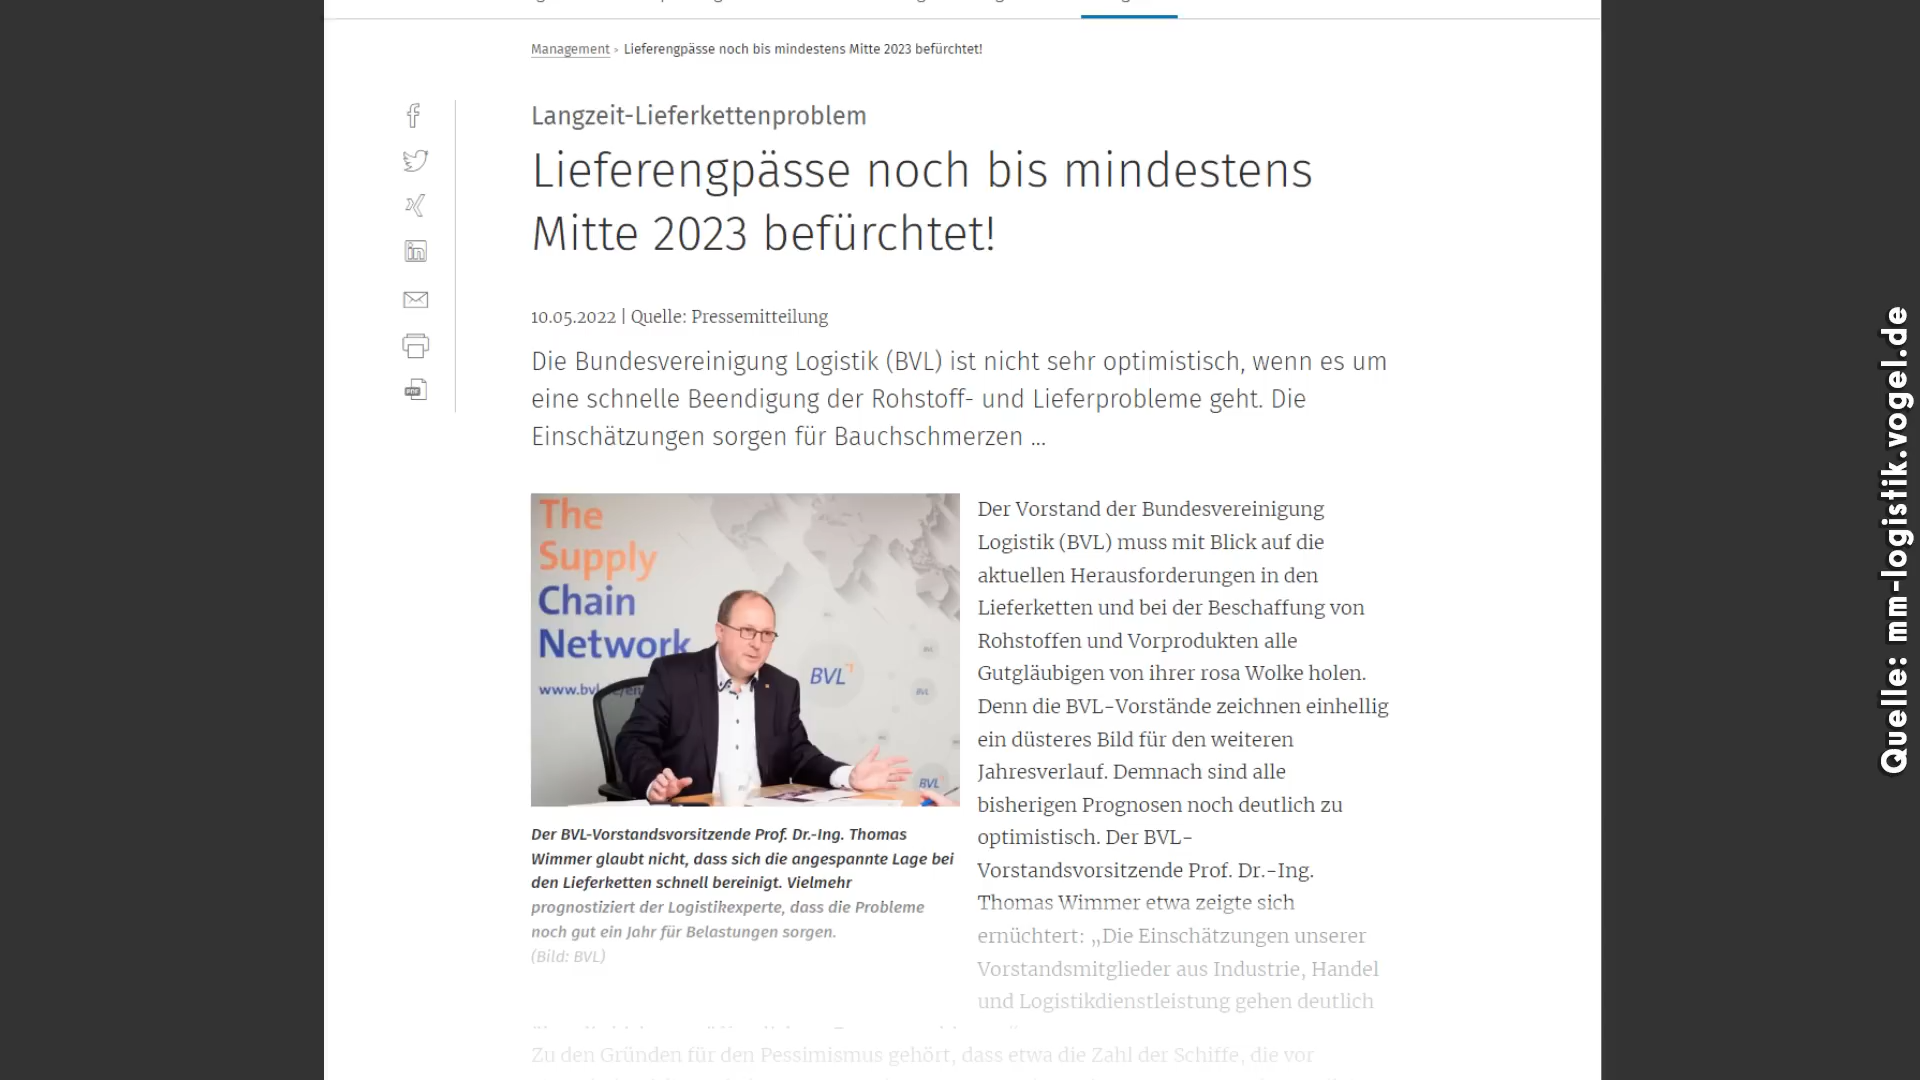 Management › Lieferengpässe noch bis mindestens Mitte 2023 befürchtet!
Langzeit-Lieferkettenproblem
Lieferengpässe noch bis mindestens
Mitte 2023 befürchtet!
10.05.2022 | Quelle: Pressemitteilung
Die Bundesvereinigung Logistik (BVL) ist nicht sehr optimistisch, wenn es um
eine schnelle Beendigung der Rohstoff- und Lieferprobleme geht. Die
Einschätzungen sorgen für Bauchschmerzen ...
The
Supply
Chain
Network
www.bvl
BVL
BVL
Der BVL-Vorstandsvorsitzende Prof. Dr.-Ing. Thomas
Wimmer glaubt nicht, dass sich die angespannte Lage bei
den Lieferketten schnell bereinigt. Vielmehr
prognostiziert der Logistikexperte, dass die Probleme
noch gut ein Jahr für Belastungen sorgen.
(Bild: BVL)
Der Vorstand der Bundesvereinigung
Logistik (BVL) muss mit Blick auf die
aktuellen Herausforderungen in den
Lieferketten und bei der Beschaffung von
Rohstoffen und Vorprodukten alle
Gutgläubigen von ihrer rosa Wolke holen.
Denn die BVL-Vorstände zeichnen einhellig
ein düsteres Bild für den weiteren
Jahresverlauf. Demnach sind alle
bisherigen Prognosen noch deutlich zu
optimistisch. Der BVL-
Vorstandsvorsitzende Prof. Dr.-Ing.
Thomas Wimmer etwa zeigte sich
ernüchtert: „Die Einschätzungen unserer
Vorstandsmitglieder aus Industrie, Handel
und Logistikdienstleistung gehen deutlich
Zu den Gründen für den Pessimismus gehört, dass etwa die Zahl der Schiffe, die vor
Quelle: mm-logistik.vogel.de